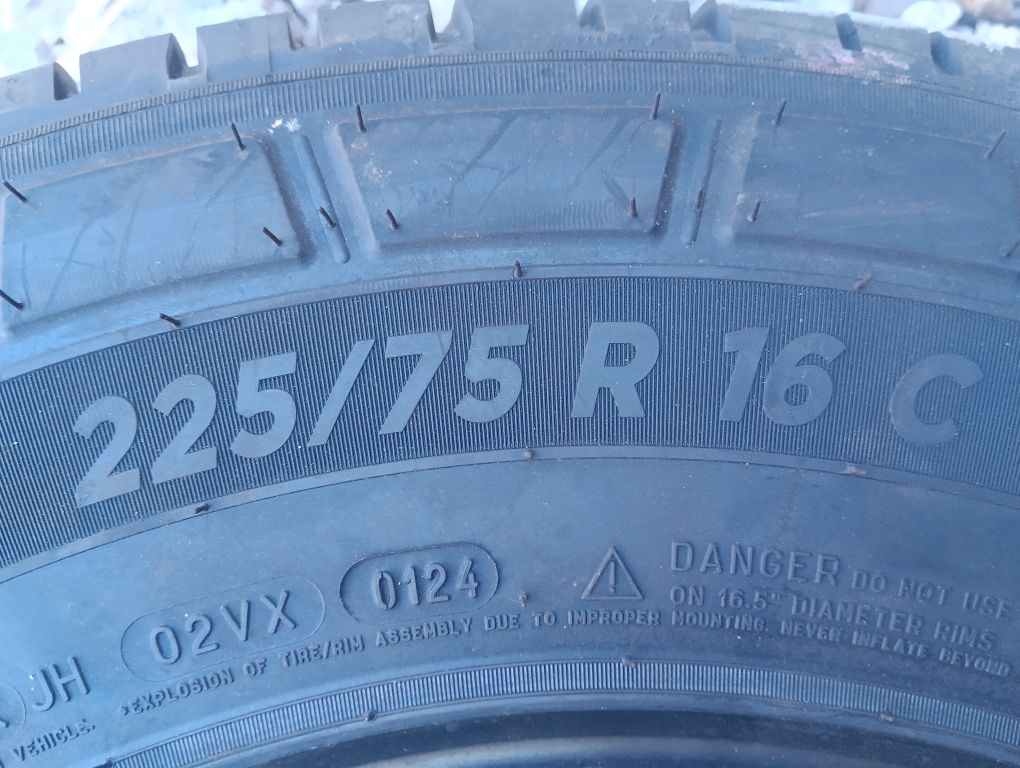 225/75 R 16 C
JH 02VX 0124 DANGER DO NOT USE
ON 16.5" DIAMETER RIMS
VEHICLE. *EXPLOSION OF TIRE/RIM ASSEMBLY DUE TO IMPROPER MOUNTING. NEVER INFLATE BEYOND